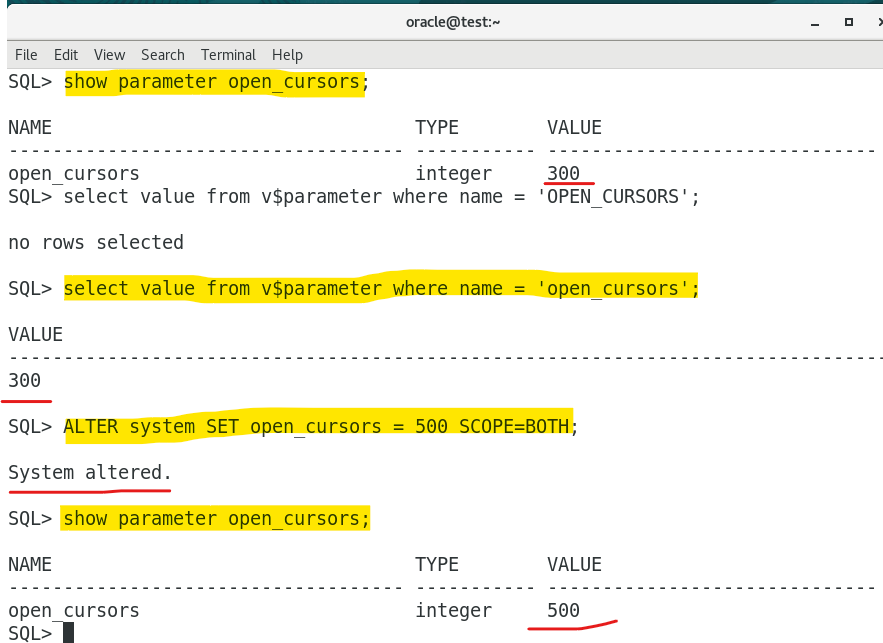 oracle@test:~
File Edit View Search Terminal Help
SQL> show parameter open_cursors;
NAME TYPE VALUE
------------------------------------ ----------- ------------------------------
open_cursors integer 300
SQL> select value from v$parameter where name = 'OPEN_CURSORS';
no rows selected
SQL> select value from v$parameter where name = 'open_cursors';
VALUE
--------------------------------------------------------------------------------
300
SQL> ALTER system SET open_cursors = 500 SCOPE=BOTH;
System altered.
SQL> show parameter open_cursors;
NAME TYPE VALUE
------------------------------------ ----------- ------------------------------
open_cursors integer 500
SQL>